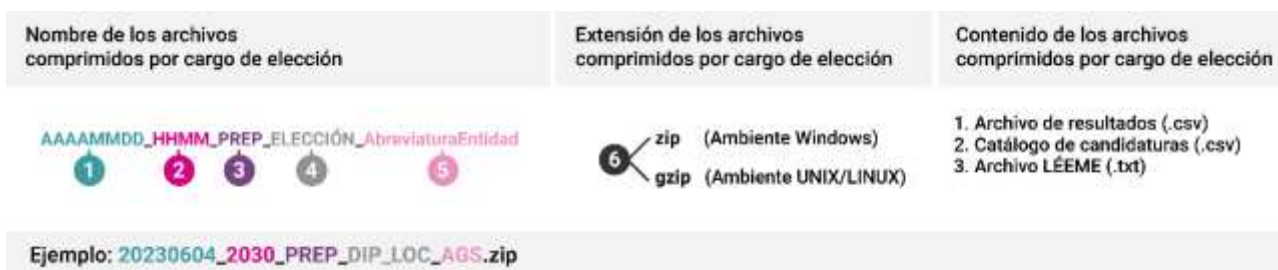 Nombre de los archivos
comprimidos por cargo de elección
Extensión de los archivos
comprimidos por cargo de elección
Contenido de los archivos
comprimidos por cargo de elección
AAAAMMDD_HHMM_PREP_ELECCIÓN_AbreviaturaEntidad
1 2 3 4 5
6
zip (Ambiente Windows)
gzip (Ambiente UNIX/LINUX)
1. Archivo de resultados (.csv)
2. Catálogo de candidaturas (.csv)
3. Archivo LÉEME (.txt)
Ejemplo: 20230604_2030_PREP_DIP_LOC_AGS.zip